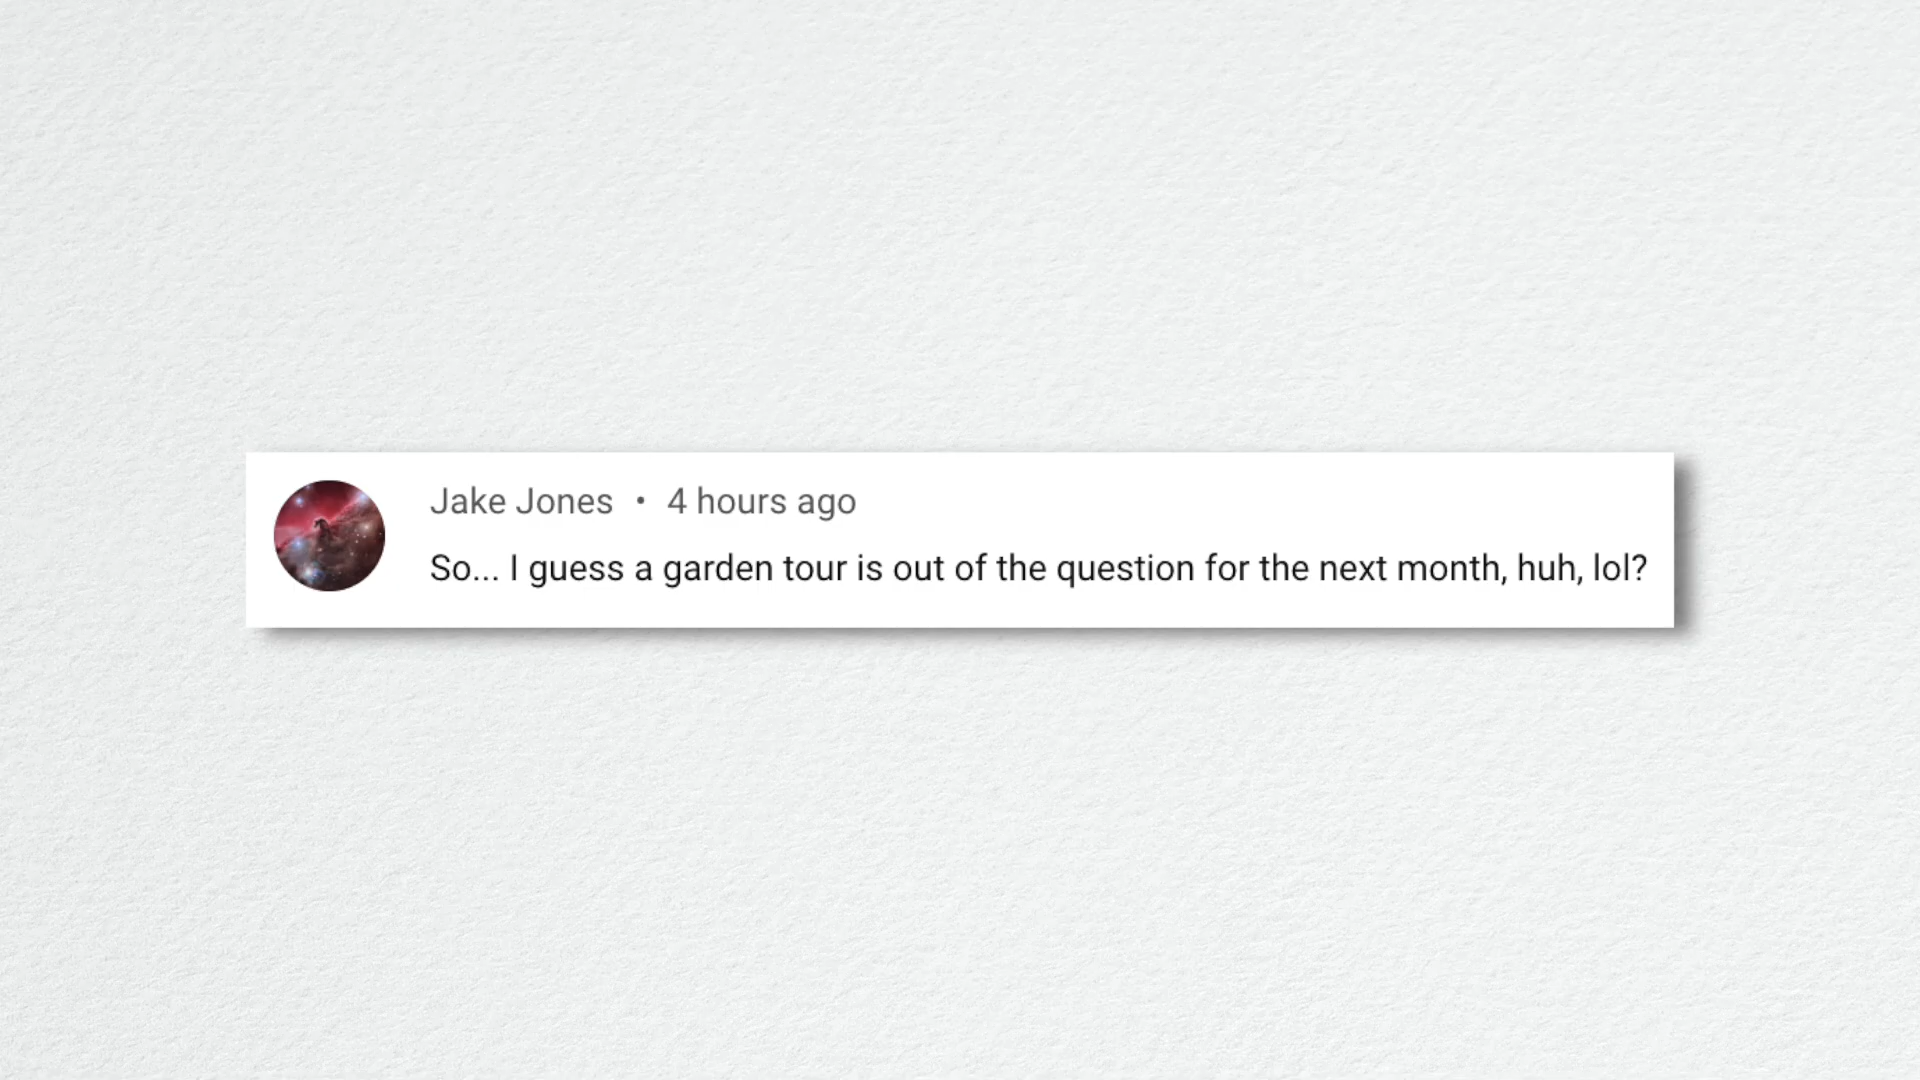 Jake Jones • 4 hours ago
So... I guess a garden tour is out of the question for the next month, huh, lol?